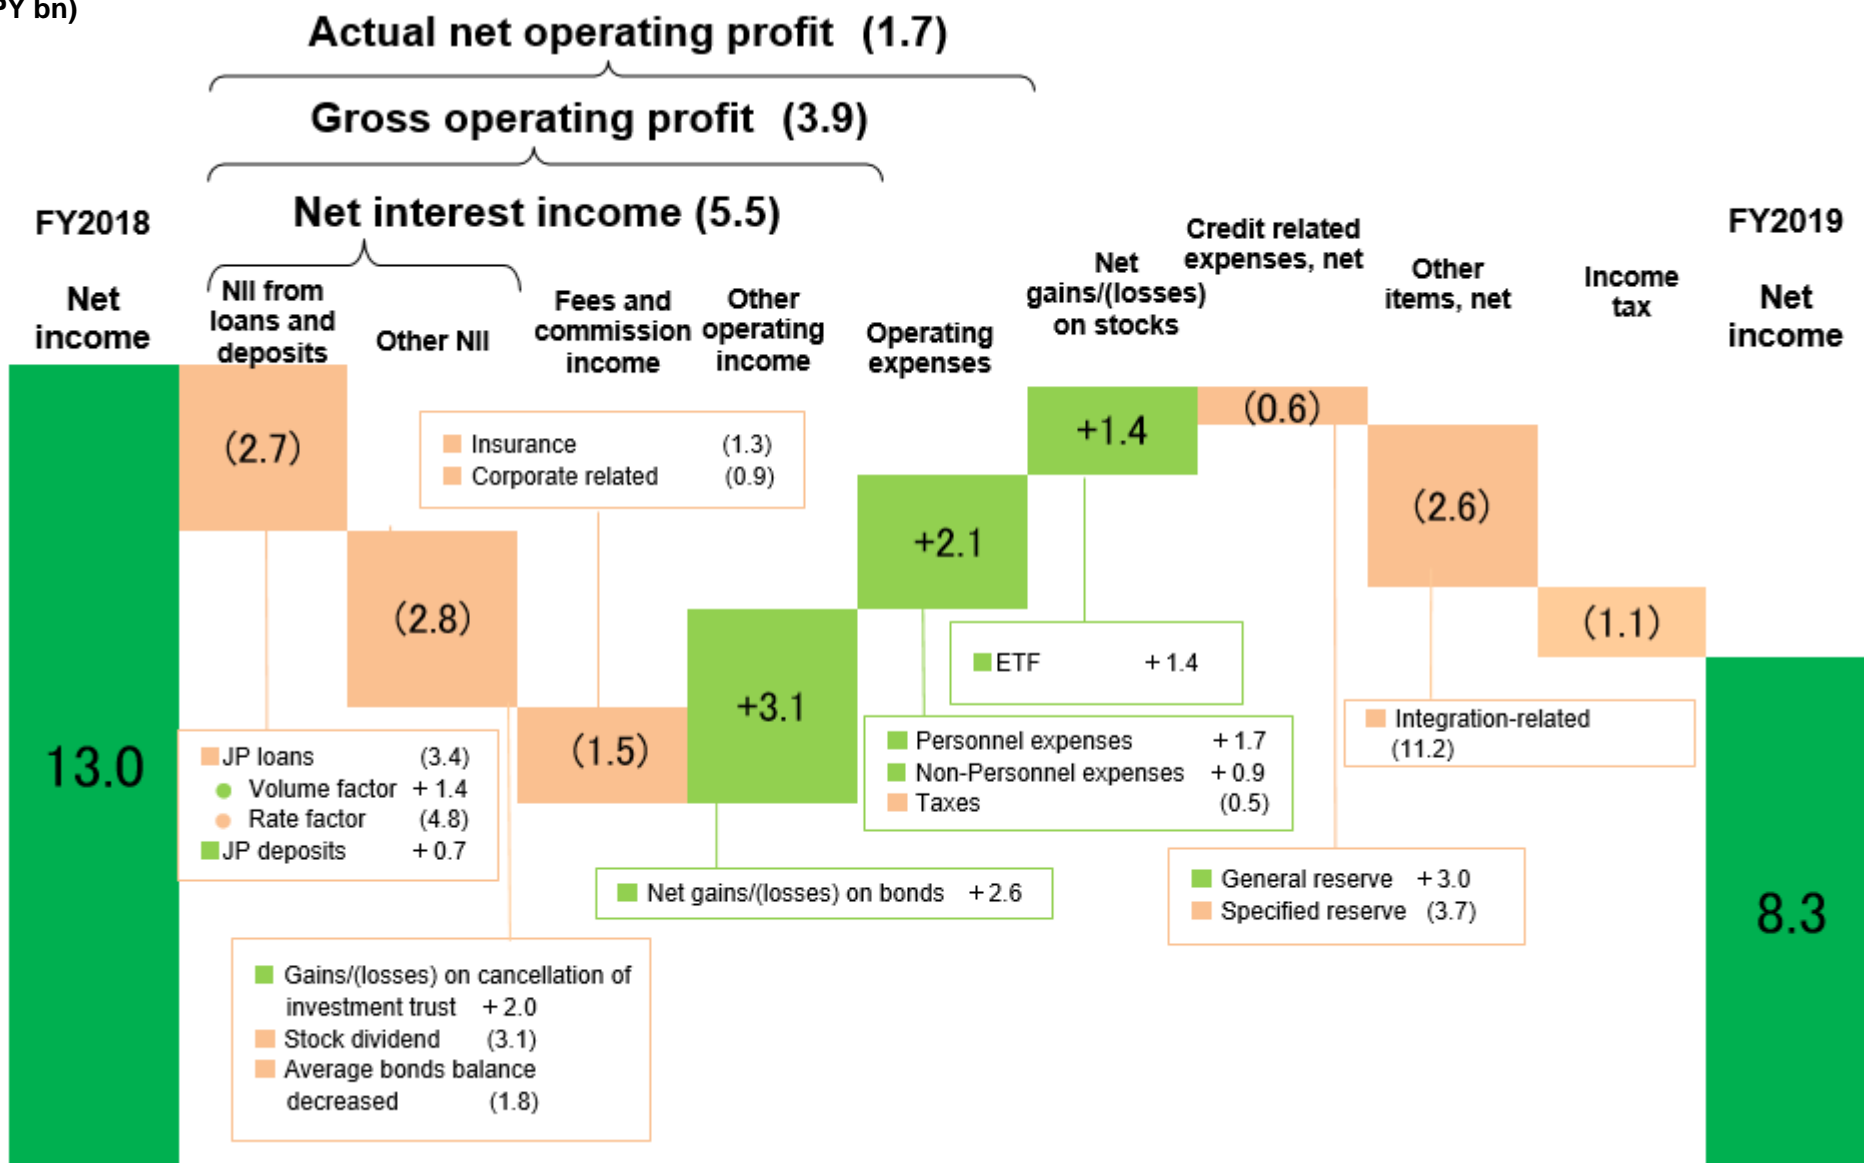 PY bn)
Actual net operating profit (1.7)
Gross operating profit (3.9)
Net interest income (5.5)
FY2018
Net
income
NII from
loans and
deposits
Other NII
Fees and
commission
income
Other
operating
income
Operating
expenses
Net
gains/(losses)
on stocks
Credit related
expenses, net
Other
items, net
Income
tax
FY2019
Net
income
13.0
(2.7)
(2.8)
(1.5)
+3.1
+2.1
+1.4
(0.6)
(2.6)
(1.1)
8.3
Insurance (1.3)
Corporate related (0.9)
JP loans (3.4)
Volume factor +1.4
Rate factor (4.8)
JP deposits +0.7
Gains/(losses) on cancellation of
investment trust +2.0
Stock dividend (3.1)
Average bonds balance
decreased (1.8)
Net gains/(losses) on bonds +2.6
ETF +1.4
Personnel expenses +1.7
Non-Personnel expenses +0.9
Taxes (0.5)
General reserve +3.0
Specified reserve (3.7)
Integration-related
(11.2)